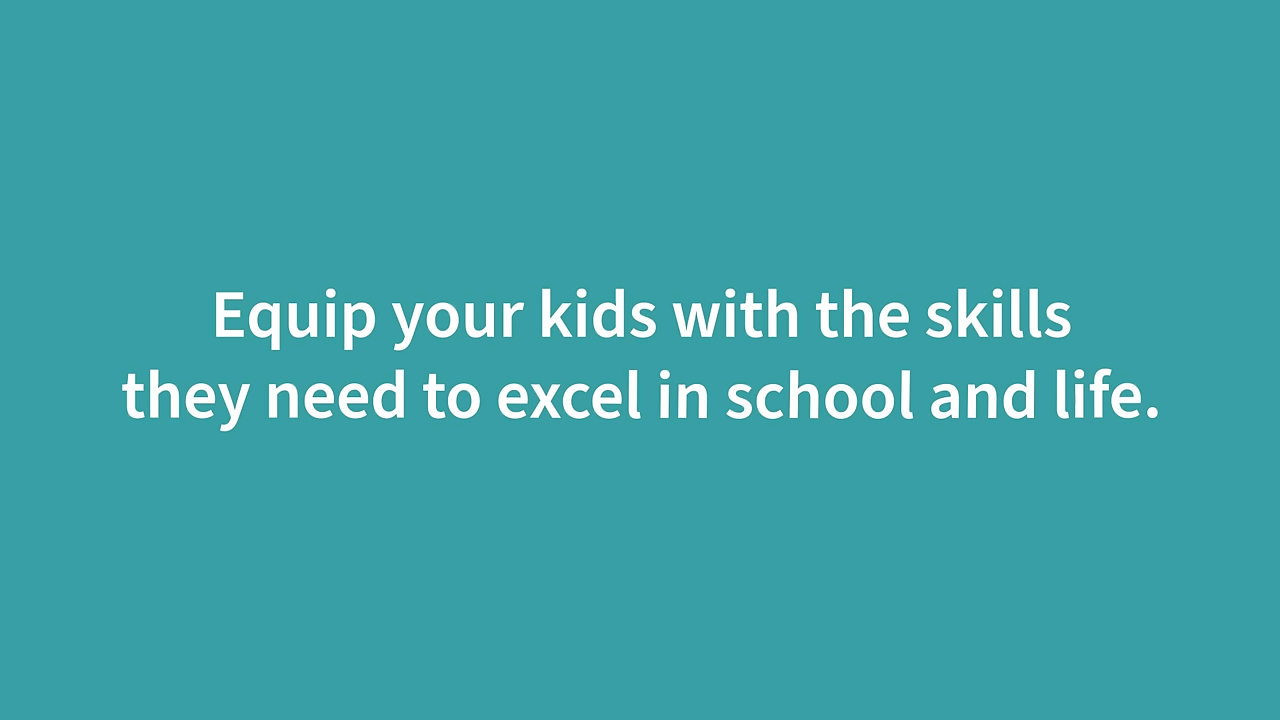 Equip your kids with the skills
they need to excel in school and life.